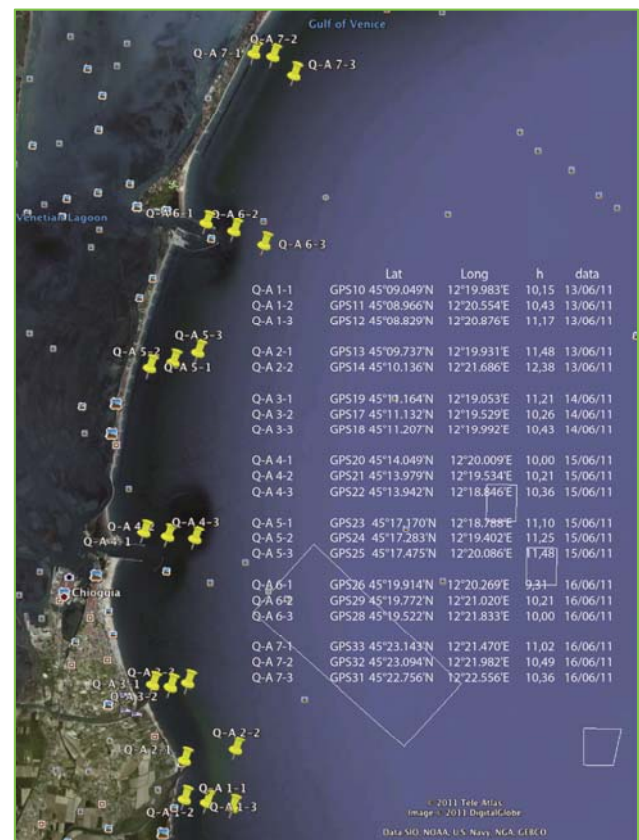 Gulf of Venice
Q-A 7-2
Q-A 7-1
Q-A 7-3
Venetian Lagoon
Q-A 6-1
Q-A 6-2
Q-A 6-3
Lat Long h data
Q-A 1-1 GPS10 45°09.049'N 12°19.983'E 10,15 13/06/11
Q-A 1-2 GPS11 45°08.966'N 12°20.554'E 10,43 13/06/11
Q-A 1-3 GPS12 45°08.829'N 12°20.876'E 11,17 13/06/11
Q-A 2-1 GPS13 45°09.737'N 12°19.931'E 11,48 13/06/11
Q-A 2-2 GPS14 45°10.136'N 12°21.686'E 12,38 13/06/11
Q-A 3-1 GPS19 45°11.164'N 12°19.053'E 11,21 14/06/11
Q-A 3-2 GPS17 45°11.132'N 12°19.529'E 10,26 14/06/11
Q-A 3-3 GPS18 45°11.207'N 12°19.992'E 10,43 14/06/11
Q-A 4-1 GPS20 45°14.049'N 12°20.009'E 10,00 15/06/11
Q-A 4-2 GPS21 45°13.979'N 12°19.534'E 10,21 15/06/11
Q-A 4-3 GPS22 45°13.942'N 12°18.846'E 10,36 15/06/11
Q-A 5-1 GPS23 45°17.170'N 12°18.788'E 11,10 15/06/11
Q-A 5-2 GPS24 45°17.283'N 12°19.402'E 11,25 15/06/11
Q-A 5-3 GPS25 45°17.475'N 12°20.086'E 11,48 15/06/11
Q-A 6-1 GPS26 45°19.914'N 12°20.269'E 9,31 16/06/11
Q-A 6-2 GPS29 45°19.772'N 12°21.020'E 10,21 16/06/11
Q-A 6-3 GPS28 45°19.522'N 12°21.833'E 10,00 16/06/11
Q-A 7-1 GPS33 45°23.143'N 12°21.470'E 11,02 16/06/11
Q-A 7-2 GPS32 45°23.094'N 12°21.982'E 10,49 16/06/11
Q-A 7-3 GPS31 45°22.756'N 12°22.556'E 10,36 16/06/11
Q-A 5-3
Q-A 5-2
Q-A 5-1
Q-A 4-2
Q-A 4-3
Q-A 4-1
Chioggia
Q-A 3-3
Q-A 3-1
Q-A 3-2
Q-A 2-2
Q-A 2-1
Q-A 1-1
Q-A 1-2
Q-A 1-3
© 2011 Tele Atlas
Image © 2011 DigitalGlobe
Data SIO, NOAA, U.S. Navy, NGA, GEBCO